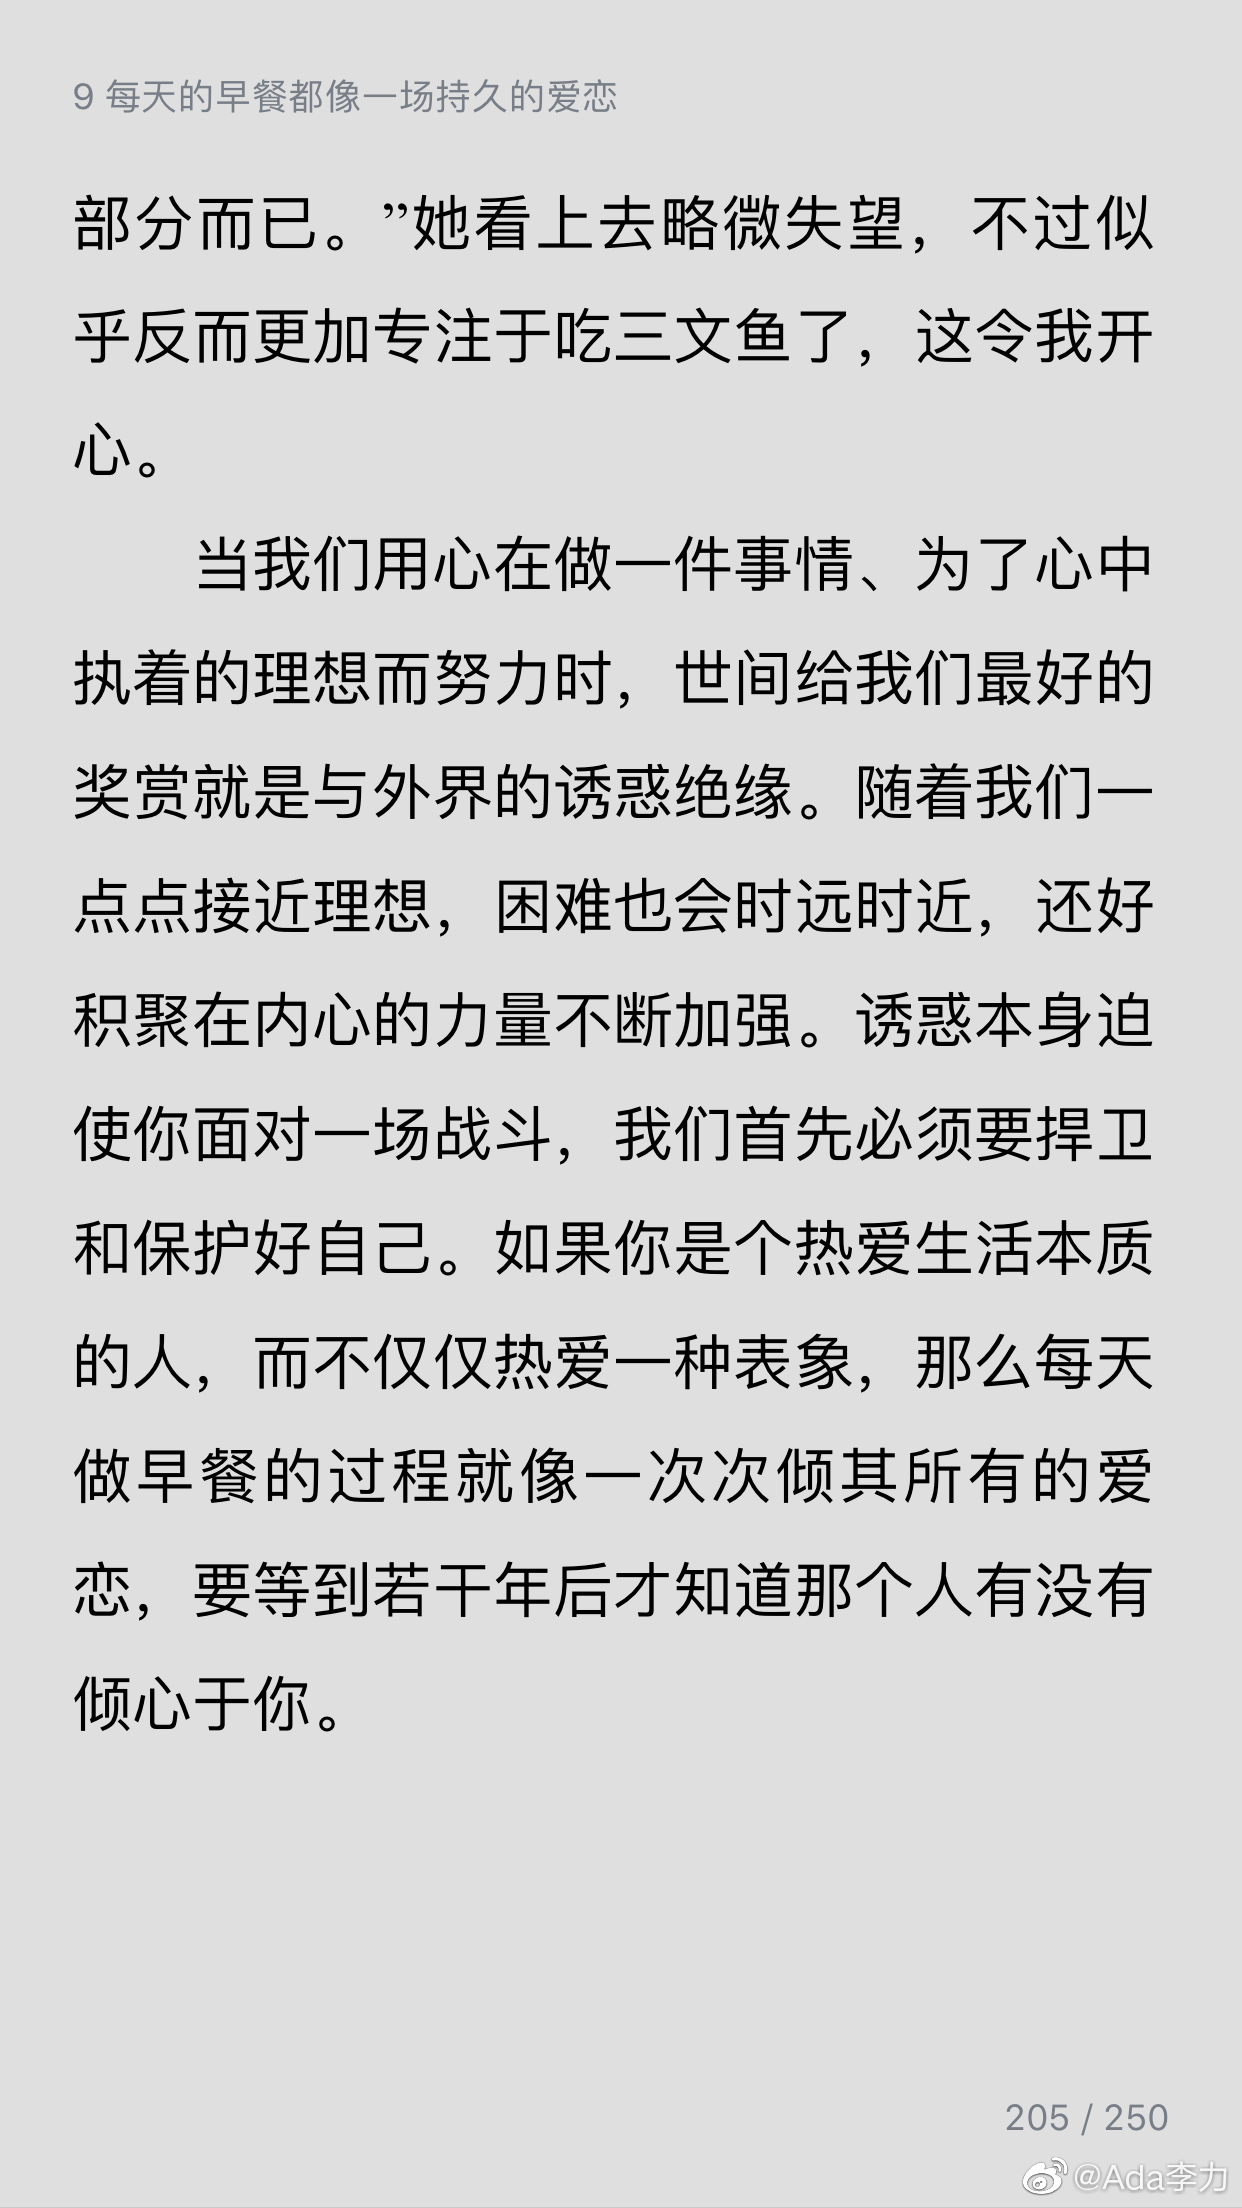 9 每天的早餐都像一场持久的爱恋
部分而已。”她看上去略微失望，不过似
乎反而更加专注于吃三文鱼了，这令我开
心。
当我们用心在做一件事情、为了心中
执着的理想而努力时，世间给我们最好的
奖赏就是与外界的诱惑绝缘。随着我们一
点点接近理想，困难也会时远时近，还好
积聚在内心的力量不断加强。诱惑本身迫
使你面对一场战斗，我们首先必须要捍卫
和保护好自己。如果你是个热爱生活本质
的人，而不仅仅热爱一种表象，那么每天
做早餐的过程就像一次次倾其所有的爱
恋，要等到若干年后才知道那个人有没有
倾心于你。
205 / 250
@Ada李力